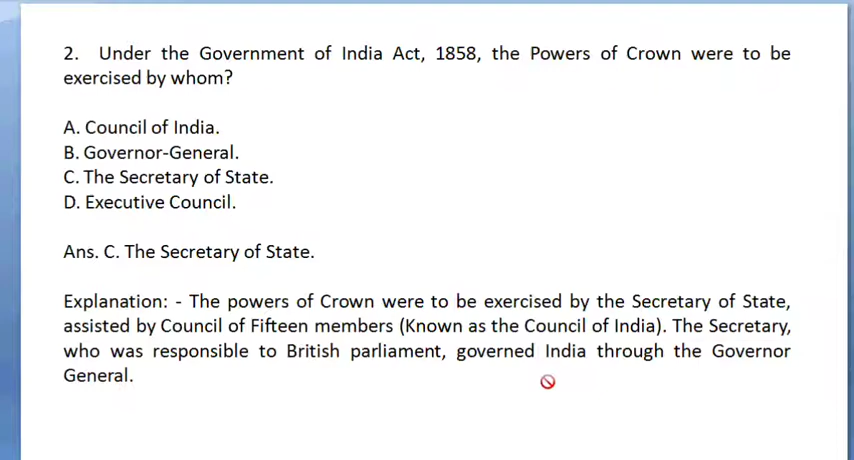 2. Under the Government of India Act, 1858, the Powers of Crown were to be
exercised by whom?
A. Council of India.
B. Governor-General.
C. The Secretary of State.
D. Executive Council.
Ans. C. The Secretary of State.
Explanation: - The powers of Crown were to be exercised by the Secretary of State,
assisted by Council of Fifteen members (Known as the Council of India). The Secretary,
who was responsible to British parliament, governed India through the Governor
General.